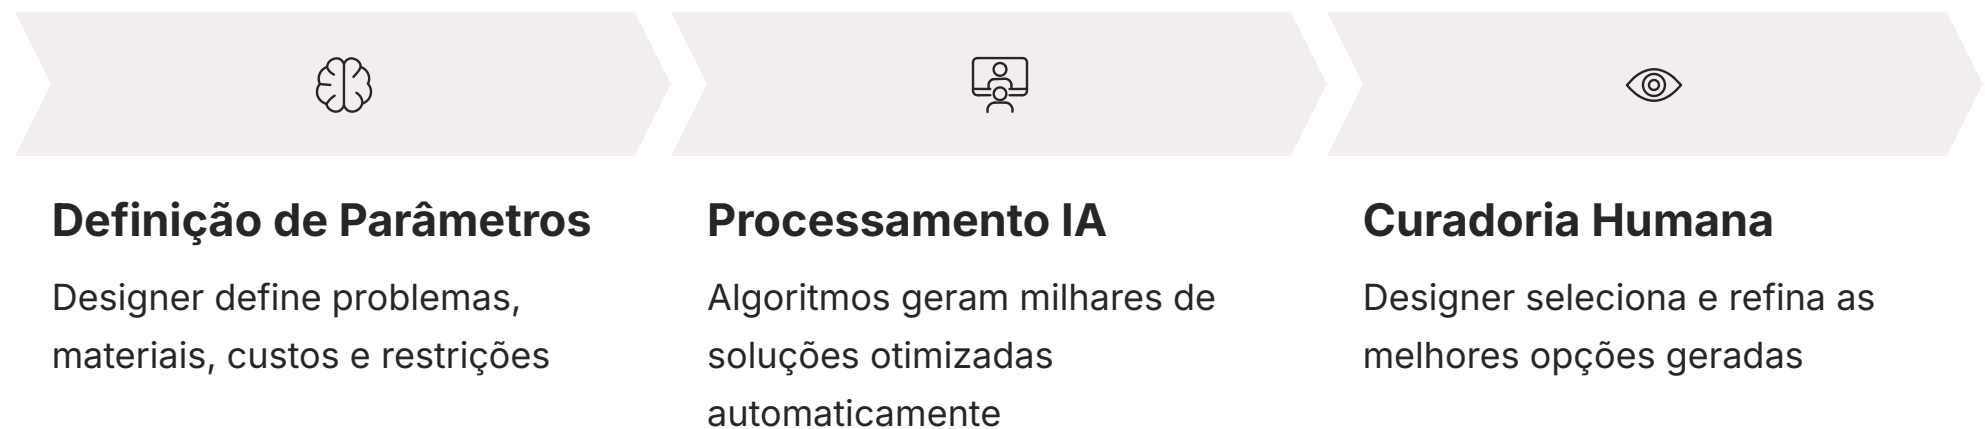 Definição de Parâmetros
Designer define problemas,
materiais, custos e restrições
Processamento IA
Algoritmos geram milhares de
soluções otimizadas
automaticamente
Curadoria Humana
Designer seleciona e refina as
melhores opções geradas